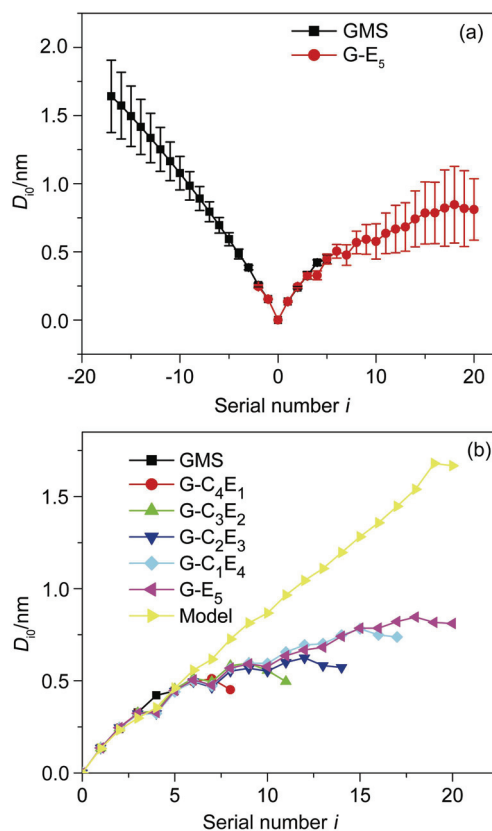 GMS
G-E₅
(a)
2.0
1.5
1.0
0.5
0.0
D_i0/nm
-20 -10 0 10 20
Serial number i
(b)
GMS
G-C₄E₁
G-C₃E₂
G-C₂E₃
G-C₁E₄
G-E₅
Model
1.5
1.0
0.5
0.0
D_i0/nm
0 5 10 15 20
Serial number i